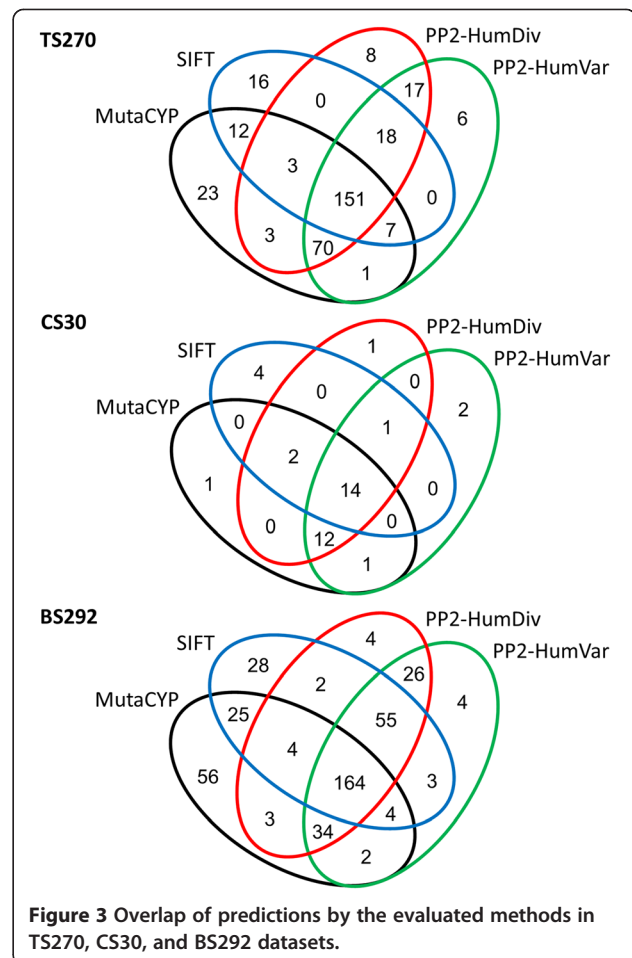 TS270
PP2-HumDiv
SIFT
PP2-HumVar
MutaCYP
8
16
17
0
6
12
18
3
23
151
0
7
3
70
1
CS30
PP2-HumDiv
SIFT
PP2-HumVar
MutaCYP
1
4
0
0
2
0
1
2
1
14
0
0
0
12
1
BS292
PP2-HumDiv
SIFT
PP2-HumVar
MutaCYP
4
28
26
2
4
25
55
4
56
164
3
4
3
34
2
Figure 3 Overlap of predictions by the evaluated methods in
TS270, CS30, and BS292 datasets.